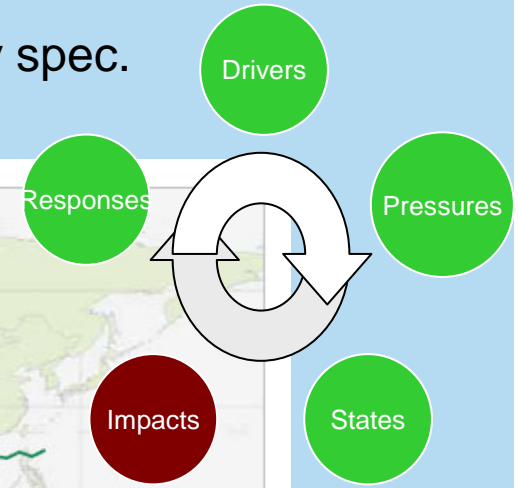 spec.
Drivers
Responses
Pressures
Impacts
States